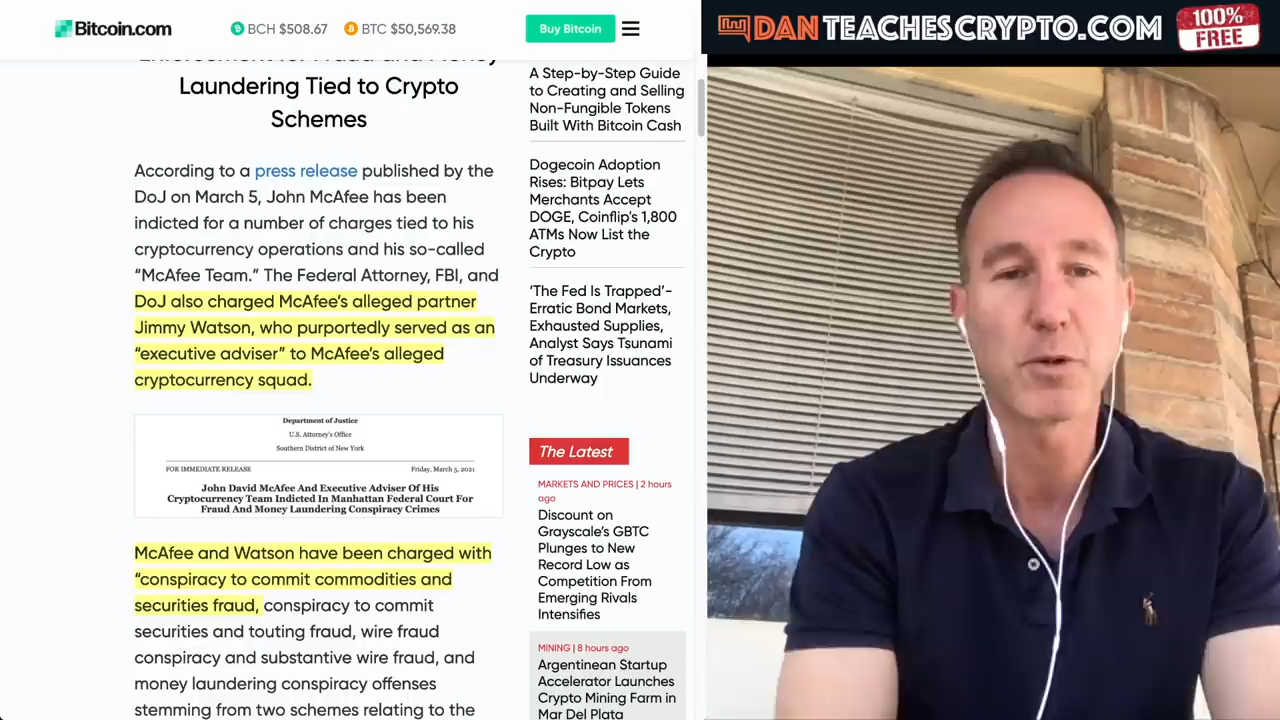 Bitcoin.com
BCH $508.67
BTC $50,569.38
Buy Bitcoin
DANTEACHESCRYPTO.COM
100%
FREE
Enforcement for Fraud and Money
Laundering Tied to Crypto
Schemes
According to a press release published by the
DoJ on March 5, John McAfee has been
indicted for a number of charges tied to his
cryptocurrency operations and his so-called
“McAfee Team.” The Federal Attorney, FBI, and
DoJ also charged McAfee’s alleged partner
Jimmy Watson, who purportedly served as an
“executive adviser” to McAfee’s alleged
cryptocurrency squad.
Department of Justice
U.S. Attorney's Office
Southern District of New York
FOR IMMEDIATE RELEASE
Friday, March 5, 2021
John David McAfee And Executive Adviser Of His
Cryptocurrency Team Indicted In Manhattan Federal Court For
Fraud And Money Laundering Conspiracy Crimes
McAfee and Watson have been charged with
“conspiracy to commit commodities and
securities fraud, conspiracy to commit
securities and touting fraud, wire fraud
conspiracy and substantive wire fraud, and
money laundering conspiracy offenses
stemming from two schemes relating to the
A Step-by-Step Guide
to Creating and Selling
Non-Fungible Tokens
Built With Bitcoin Cash
Dogecoin Adoption
Rises: Bitpay Lets
Merchants Accept
DOGE, Coinflip's 1,800
ATMs Now List the
Crypto
‘The Fed Is Trapped’-
Erratic Bond Markets,
Exhausted Supplies,
Analyst Says Tsunami
of Treasury Issuances
Underway
The Latest
MARKETS AND PRICES | 2 hours
ago
Discount on
Grayscale’s GBTC
Plunges to New
Record Low as
Competition From
Emerging Rivals
Intensifies
MINING | 8 hours ago
Argentinean Startup
Accelerator Launches
Crypto Mining Farm in
Mar Del Plata